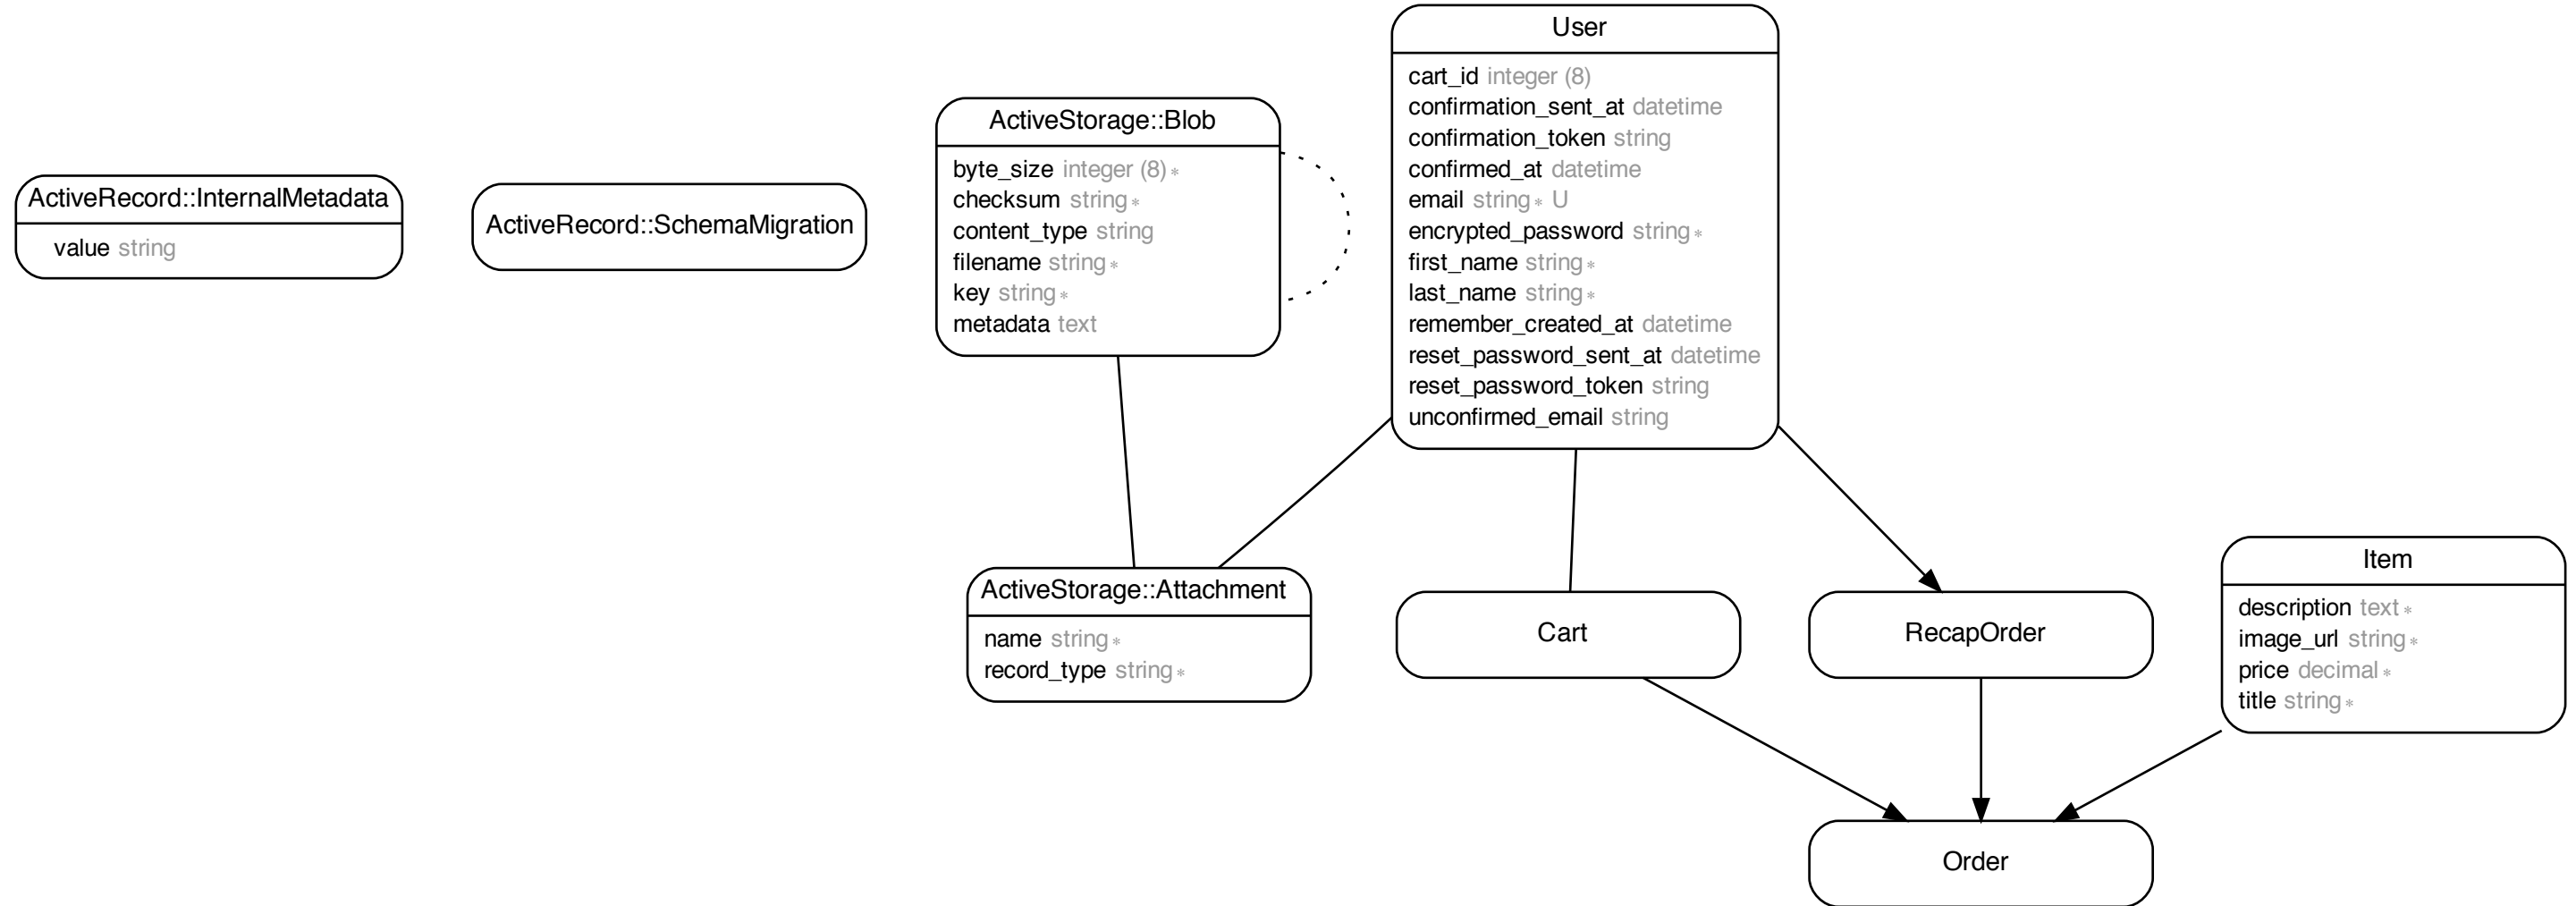 ActiveRecord::InternalMetadata
value string
ActiveRecord::SchemaMigration
ActiveStorage::Blob
byte_size integer (8) ∗
checksum string ∗
content_type string
filename string ∗
key string ∗
metadata text
User
cart_id integer (8)
confirmation_sent_at datetime
confirmation_token string
confirmed_at datetime
email string ∗ U
encrypted_password string ∗
first_name string ∗
last_name string ∗
remember_created_at datetime
reset_password_sent_at datetime
reset_password_token string
unconfirmed_email string
ActiveStorage::Attachment
name string ∗
record_type string ∗
Cart
RecapOrder
Item
description text ∗
image_url string ∗
price decimal ∗
title string ∗
Order